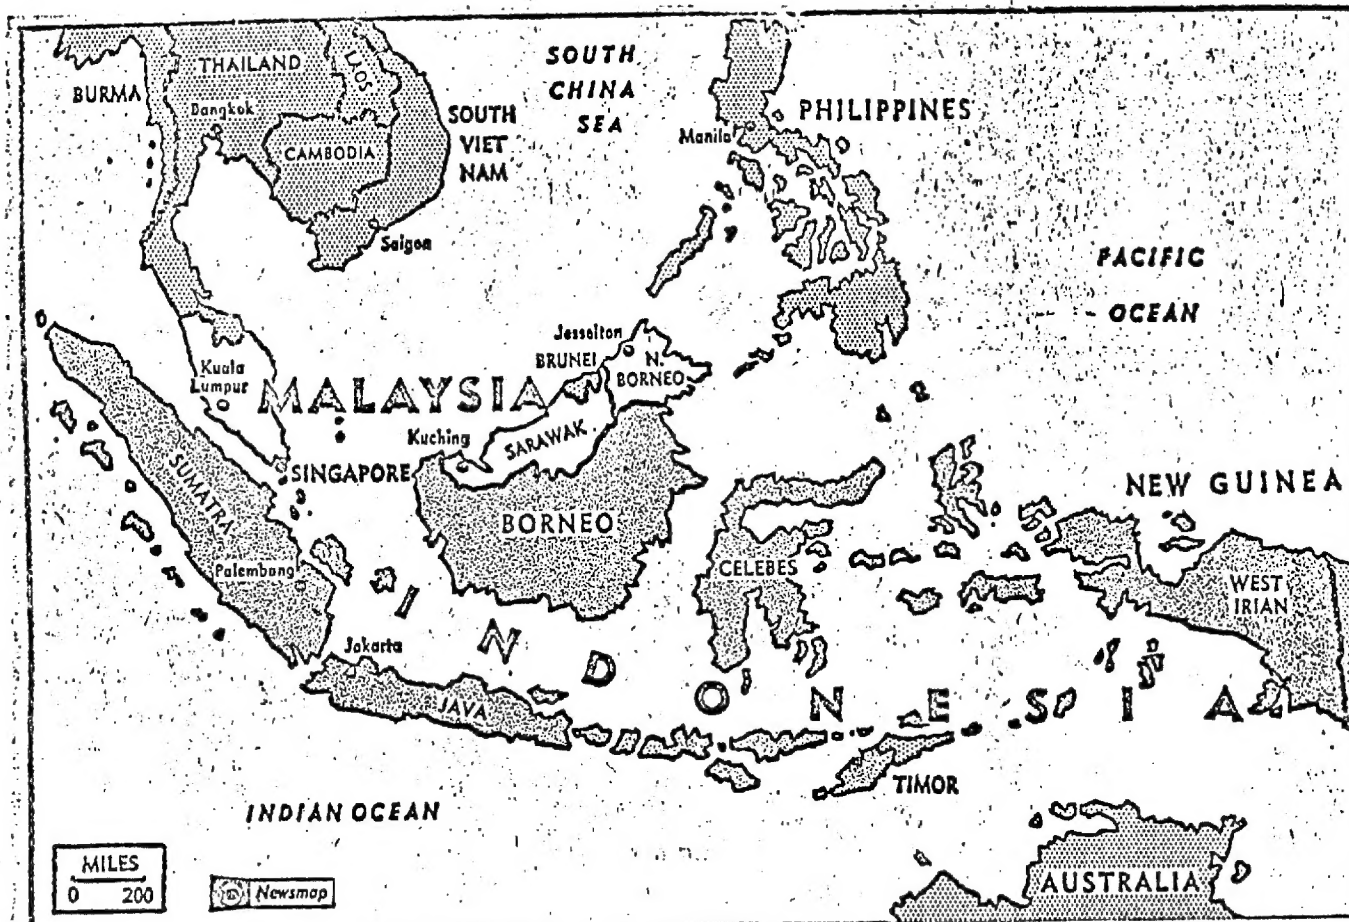 THAILAND
LAOS
BURMA
Bangkok
CAMBODIA
SOUTH
VIET
NAM
Saigon
SOUTH
CHINA
SEA
PHILIPPINES
Manila
PACIFIC
OCEAN
Kuala
Lumpur
MALAYSIA
Jesselton
BRUNEI
N.
BORNEO
Kuching
SARAWAK
SINGAPORE
SUMATRA
Palembang
BORNEO
CELEBES
NEW GUINEA
WEST
IRIAN
Jakarta
JAVA
INDONESIA
TIMOR
INDIAN OCEAN
AUSTRALIA
MILES
0 200
Newsmap